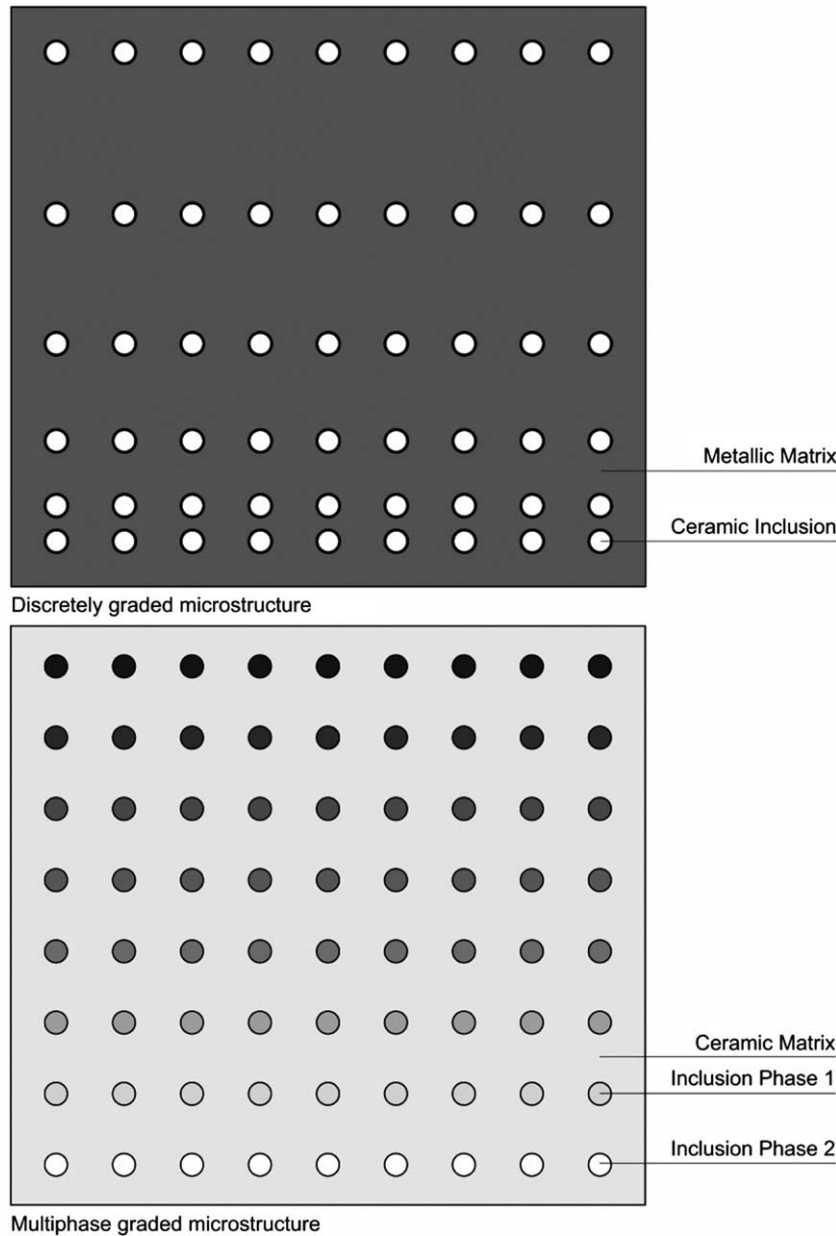 Metallic Matrix
Ceramic Inclusion
Discretely graded microstructure
Ceramic Matrix
Inclusion Phase 1
Inclusion Phase 2
Multiphase graded microstructure